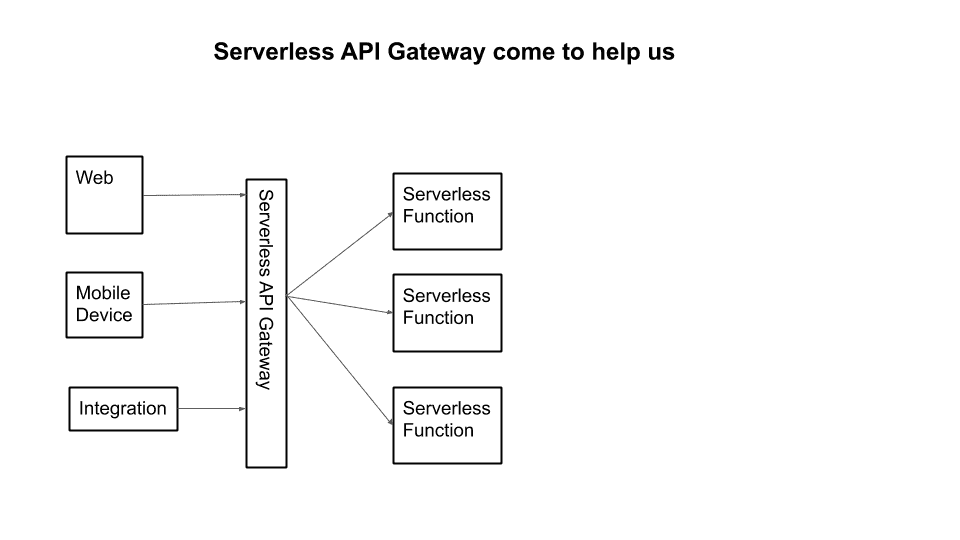 Serverless API Gateway come to help us
Web
Mobile
Device
Integration
Serverless API Gateway
Serverless
Function
Serverless
Function
Serverless
Function